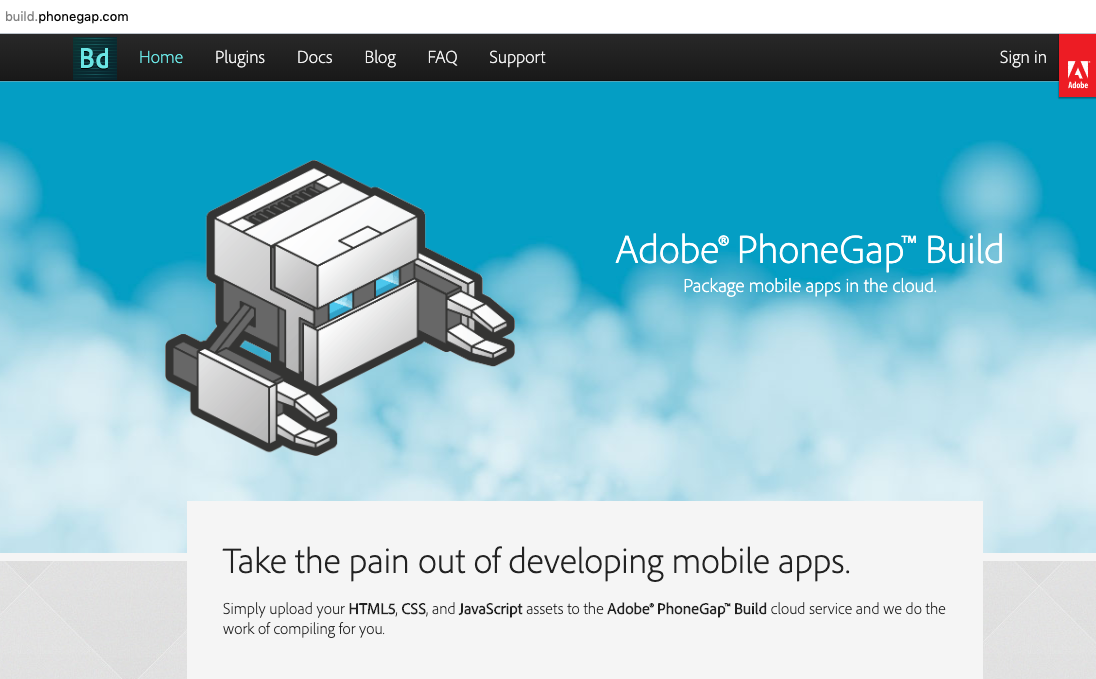 build.phonegap.com
Bd Home Plugins Docs Blog FAQ Support Sign in
Adobe
Adobe® PhoneGap™ Build
Package mobile apps in the cloud.
Take the pain out of developing mobile apps.
Simply upload your HTML5, CSS, and JavaScript assets to the Adobe® PhoneGap™ Build cloud service and we do the
work of compiling for you.